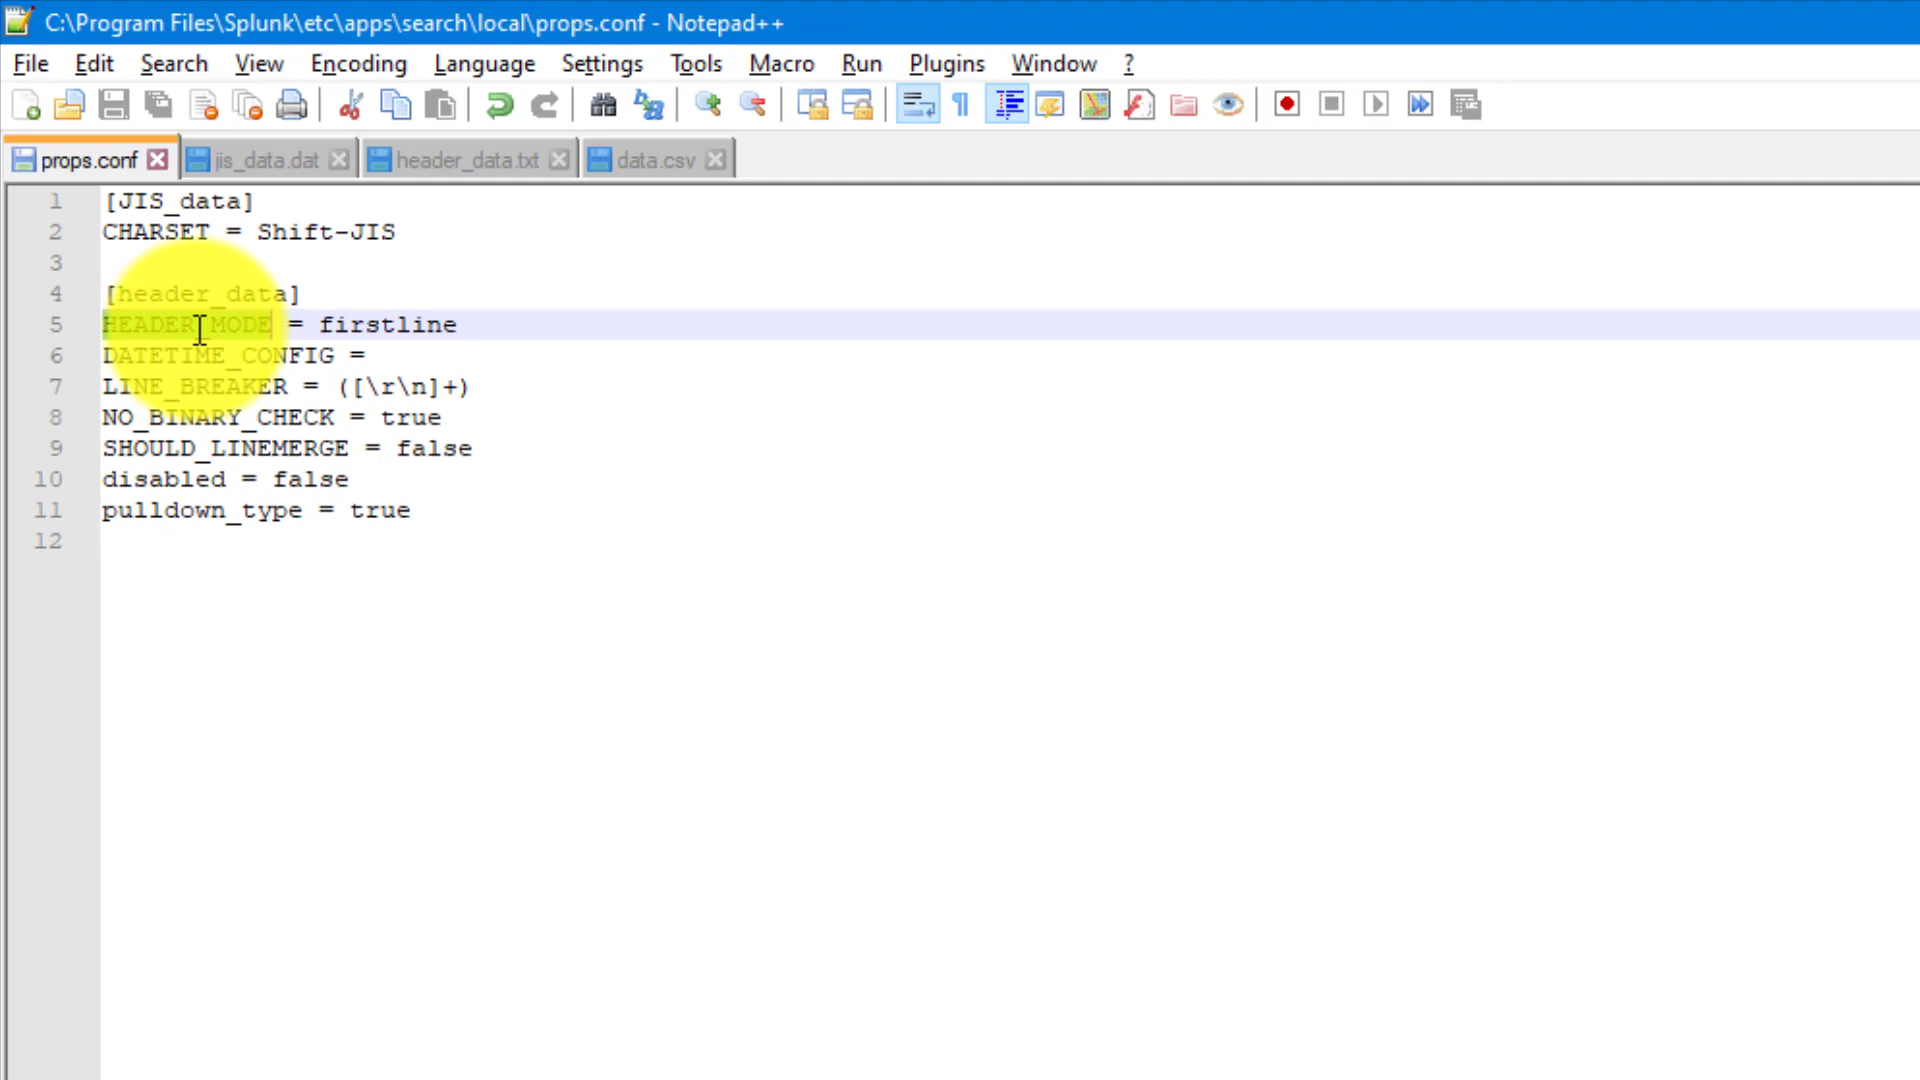 C:\Program Files\Splunk\etc\apps\search\local\props.conf - Notepad++
File Edit Search View Encoding Language Settings Tools Macro Run Plugins Window ?
props.conf jis_data.dat header_data.txt data.csv
1 [JIS_data]
2 CHARSET = Shift-JIS
3
4 [header_data]
5 HEADER_MODE = firstline
6 DATETIME_CONFIG =
7 LINE_BREAKER = ([\r\n]+)
8 NO_BINARY_CHECK = true
9 SHOULD_LINEMERGE = false
10 disabled = false
11 pulldown_type = true
12